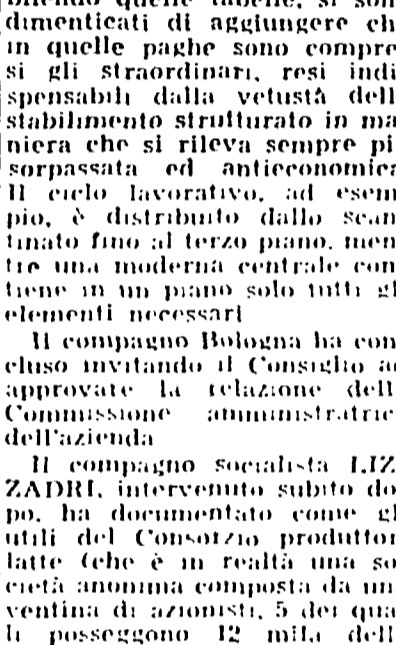 quelle tabelle, si son
dimenticati di aggiungere ch
in quelle paghe sono compre
si gli straordinari, resi indi
spensabili dalla vetustà dell
stabilimento strutturato in ma
niera che si rileva sempre pi
sorpassata ed antieconomica
Il ciclo lavorativo, ad esem
pio, è distribuito dallo scan
tinato fino al terzo piano, men
tre una moderna centrale con
tiene in un piano solo tutti gl
elementi necessari
Il compagno Bologna ha con
cluso invitando il Consiglio ad
approvare la relazione dell
Commissione amministratric
dell'azienda
Il compagno socialista LIZ
ZADRI, intervenuto subito do
po, ha documentato come gl
utili del Consorzio produttor
latte (che è in realtà una so
cietà anonima composta da un
ventina di azionisti, 5 dei qua
li posseggono 12 mila dell